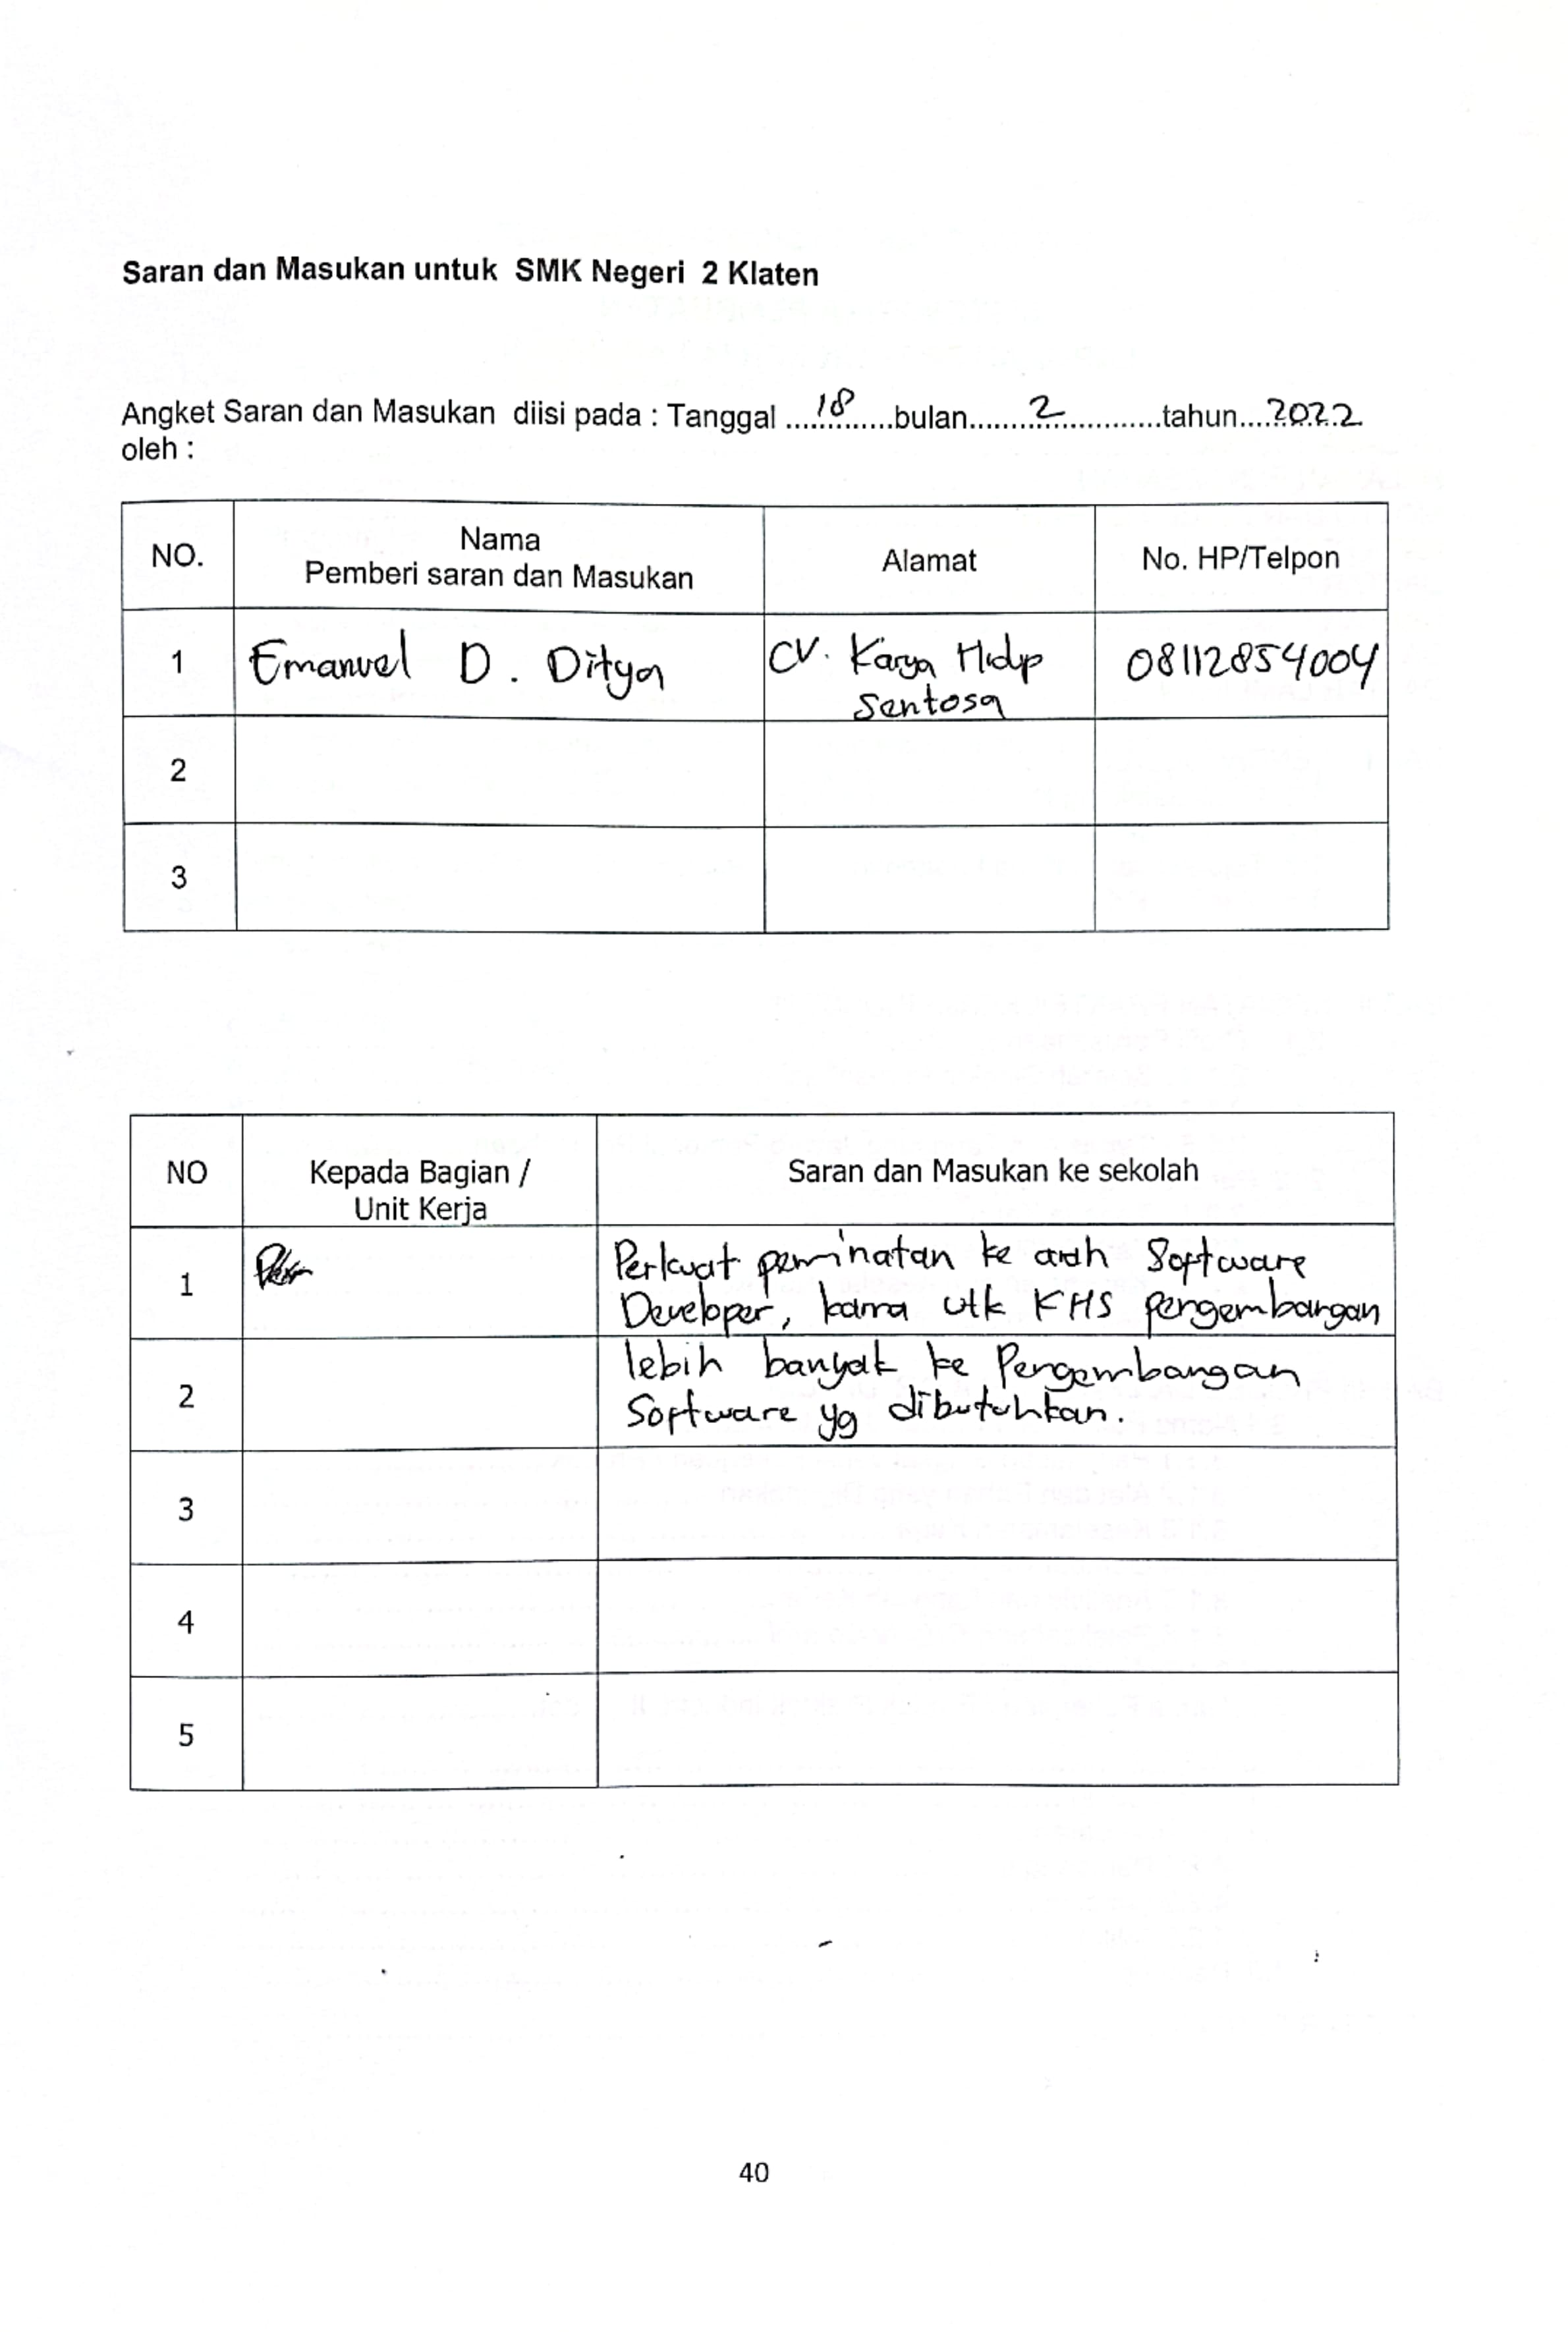 Saran dan Masukan untuk SMK Negeri 2 Klaten
Angket Saran dan Masukan diisi pada : Tanggal ....18....bulan....2....tahun....2022
oleh :
NO. Nama Pemberi saran dan Masukan Alamat No. HP/Telpon
1 Emanuel D. Ditya CV. Karya Hidup 08112854004
Sentosa
2
3
NO Kepada Bagian / Saran dan Masukan ke sekolah
Unit Kerja
1 Perkuat peminatan ke arah Software
Developer, karna utk KHS pengembangan
2 lebih banyak ke Pengembangan
Software yg dibutuhkan.
3
4
5
40